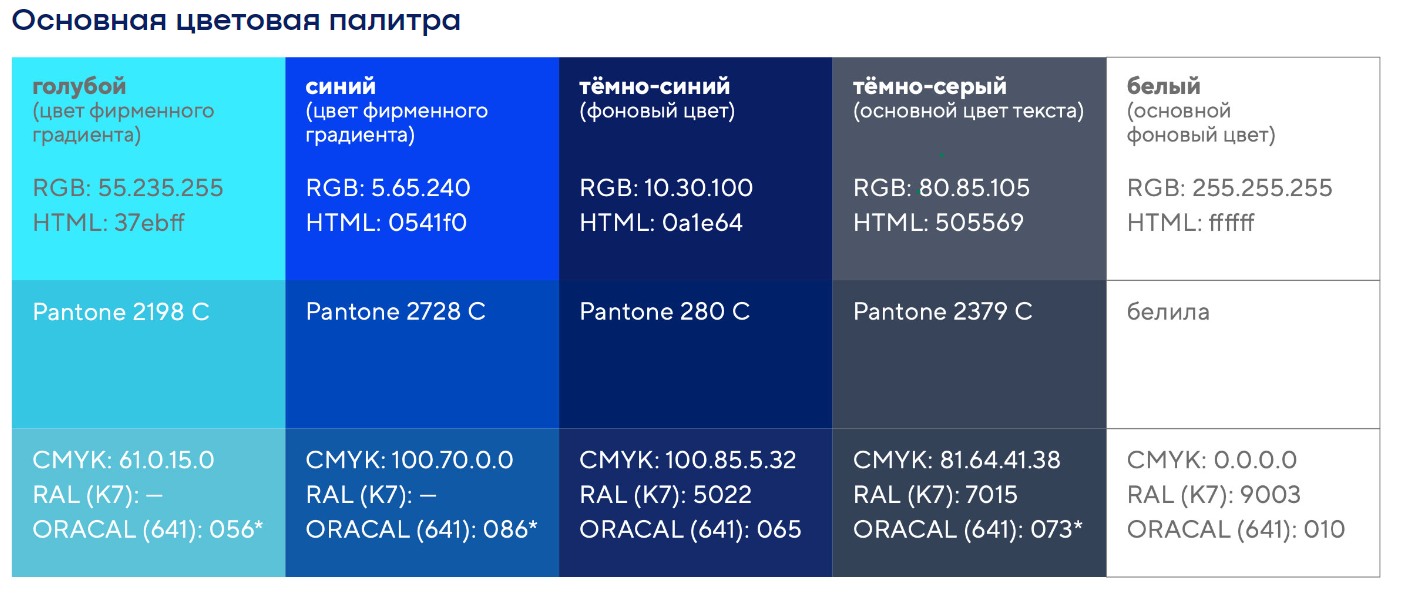 Основная цветовая палитра
голубой
(цвет фирменного
градиента)
RGB: 55.235.255
HTML: 37ebff
Pantone 2198 C
CMYK: 61.0.15.0
RAL (K7): —
ORACAL (641): 056*
синий
(цвет фирменного
градиента)
RGB: 5.65.240
HTML: 0541f0
Pantone 2728 C
CMYK: 100.70.0.0
RAL (K7): —
ORACAL (641): 086*
тёмно-синий
(фоновый цвет)
RGB: 10.30.100
HTML: 0a1e64
Pantone 280 C
CMYK: 100.85.5.32
RAL (K7): 5022
ORACAL (641): 065
тёмно-серый
(основной цвет текста)
RGB: 80.85.105
HTML: 505569
Pantone 2379 C
CMYK: 81.64.41.38
RAL (K7): 7015
ORACAL (641): 073*
белый
(основной
фоновый цвет)
RGB: 255.255.255
HTML: ffffff
белила
CMYK: 0.0.0.0
RAL (K7): 9003
ORACAL (641): 010